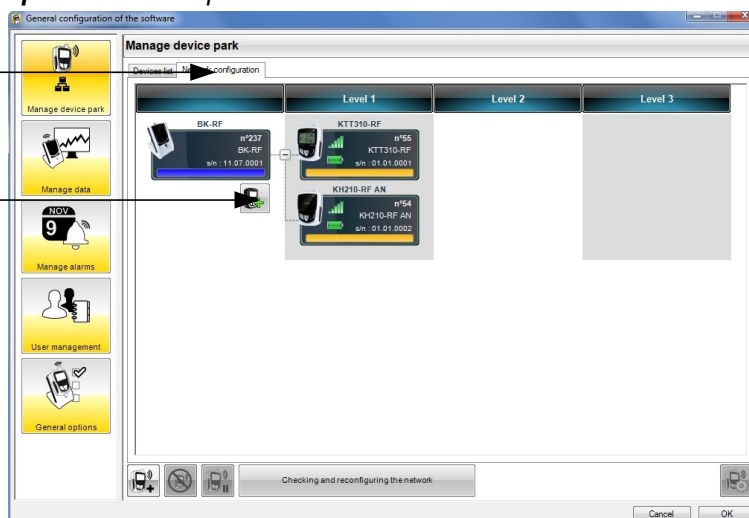 General configuration of the software
Manage device park
Devices list
Network configuration
Level 1
Level 2
Level 3
BK-RF
n°237
BK-RF
s/n : 11.07.0001
KTT310-RF
n°55
KTT310-RF
s/n : 01.01.0001
KH210-RF AN
n°54
KH210-RF AN
s/n : 01.01.0002
Manage device park
Manage data
NOV
9
Manage alarms
User management
General options
Checking and reconfiguring the network
Cancel
OK